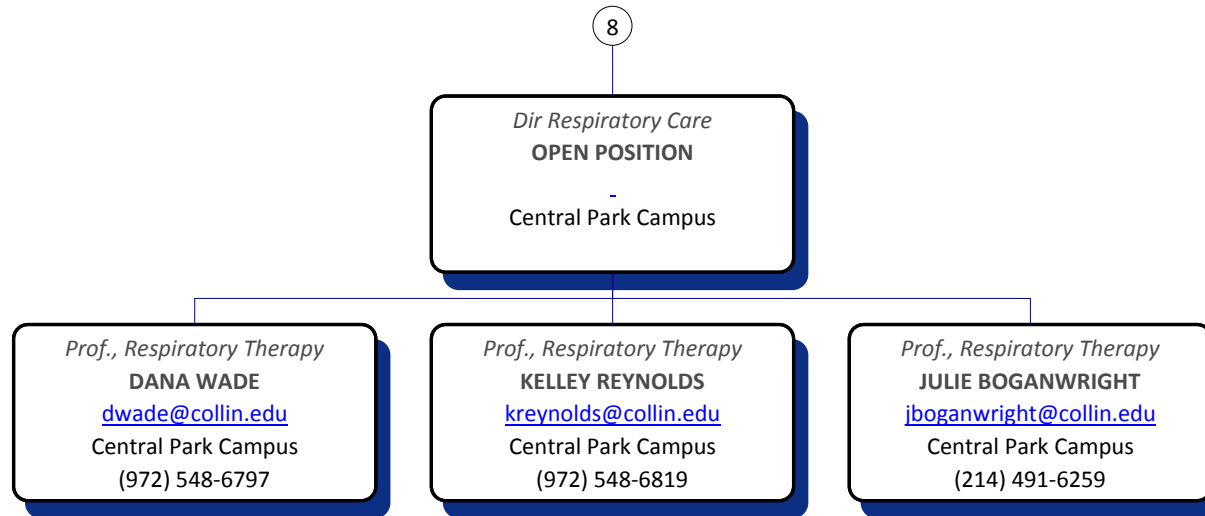 8
Dir Respiratory Care
OPEN POSITION
-
Central Park Campus
Prof., Respiratory Therapy
DANA WADE
dwade@collin.edu
Central Park Campus
(972) 548-6797
Prof., Respiratory Therapy
KELLEY REYNOLDS
kreynolds@collin.edu
Central Park Campus
(972) 548-6819
Prof., Respiratory Therapy
JULIE BOGANWRIGHT
jboganwright@collin.edu
Central Park Campus
(214) 491-6259